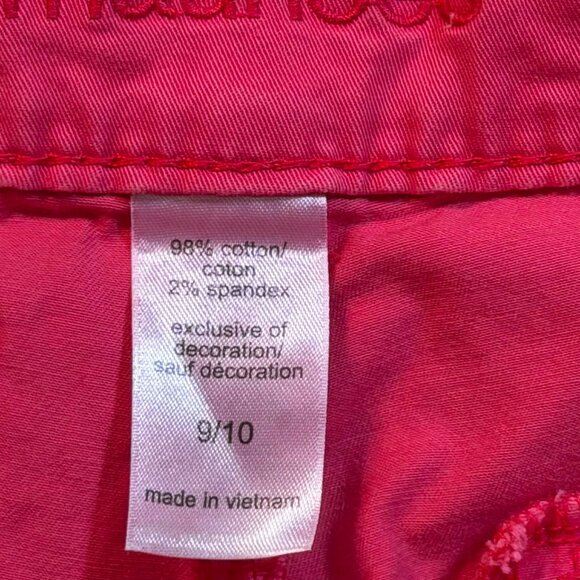 98% cotton/
coton
2% spandex
exclusive of
decoration/
sauf décoration
9/10
made in vietnam